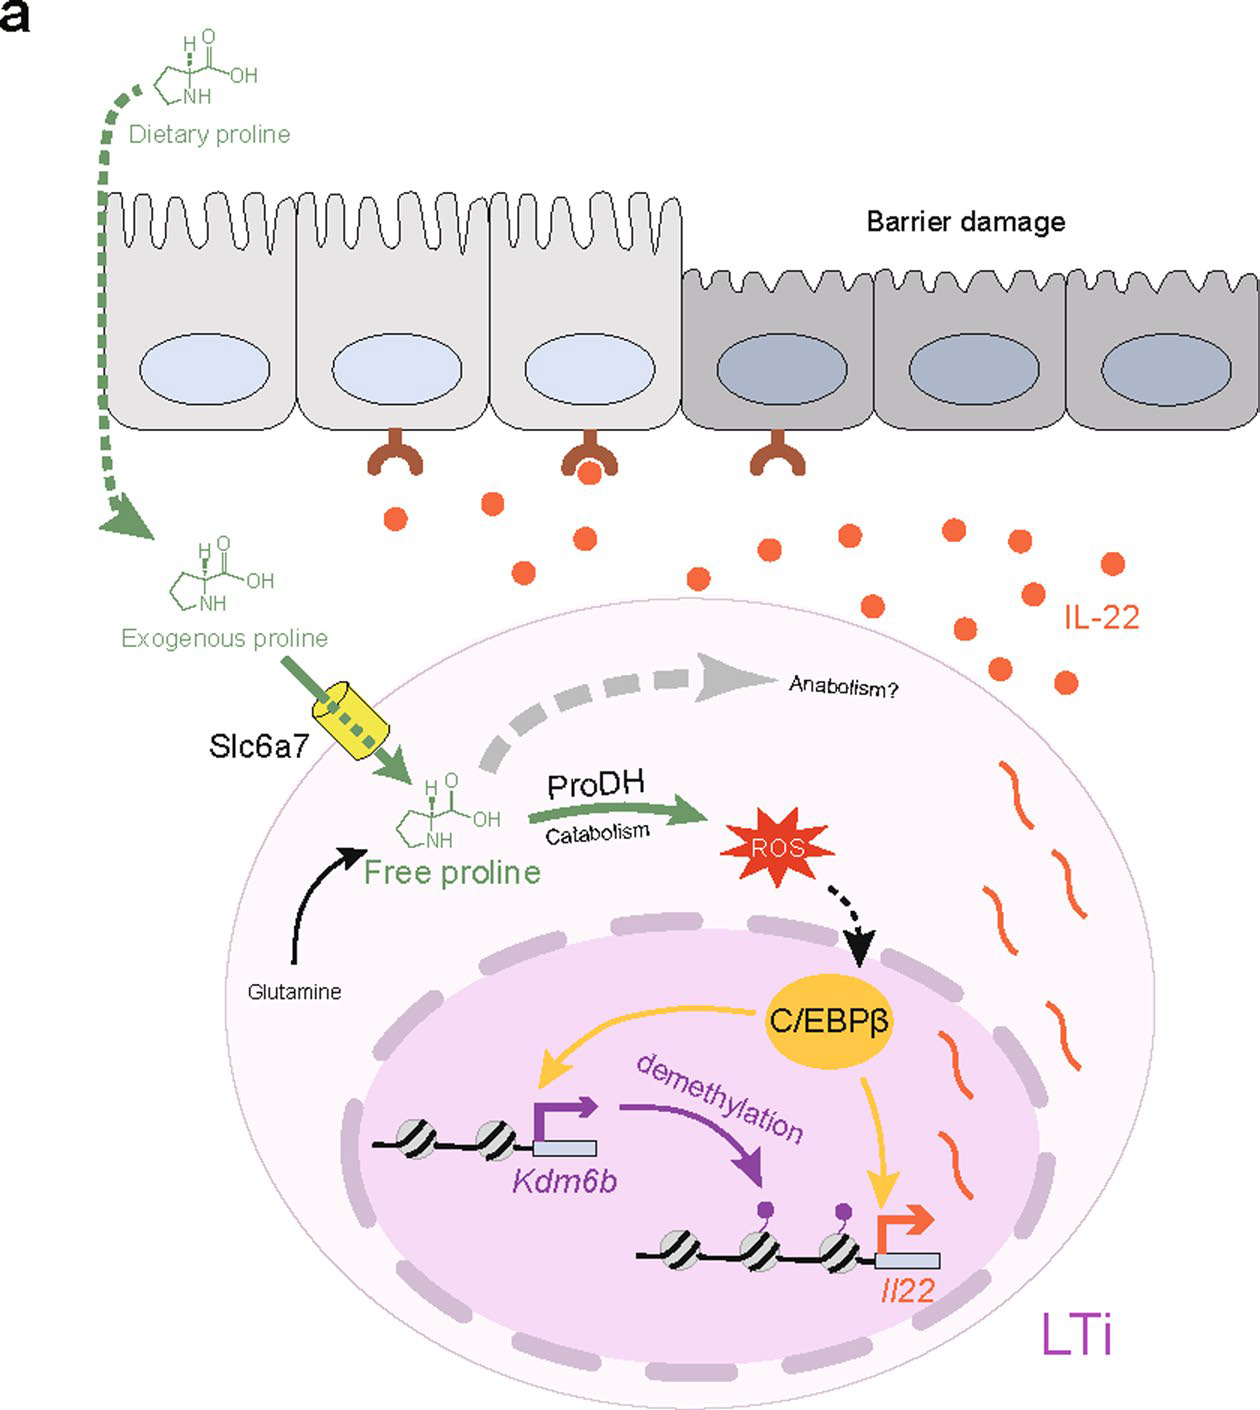 a
H O
OH
NH
Dietary proline
Barrier damage
H O
OH
NH
Exogenous proline
IL-22
Anabolism?
Slc6a7
H O
OH
NH
Free proline
ProDH
Catabolism
ROS
Glutamine
C/EBPβ
demethylation
Kdm6b
Il22
LTi